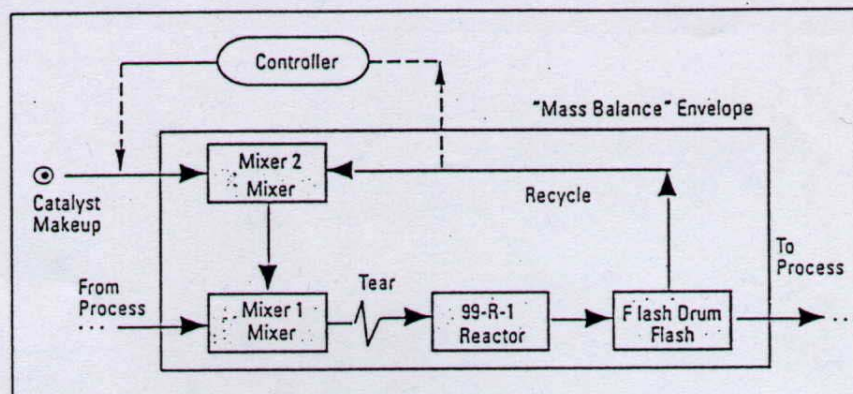 Controller
"Mass Balance" Envelope
Mixer 2
Mixer
Catalyst
Makeup
Recycle
To
Process
From
Process
...
Mixer 1
Mixer
Tear
99-R-1
Reactor
Flash Drum
Flash
...